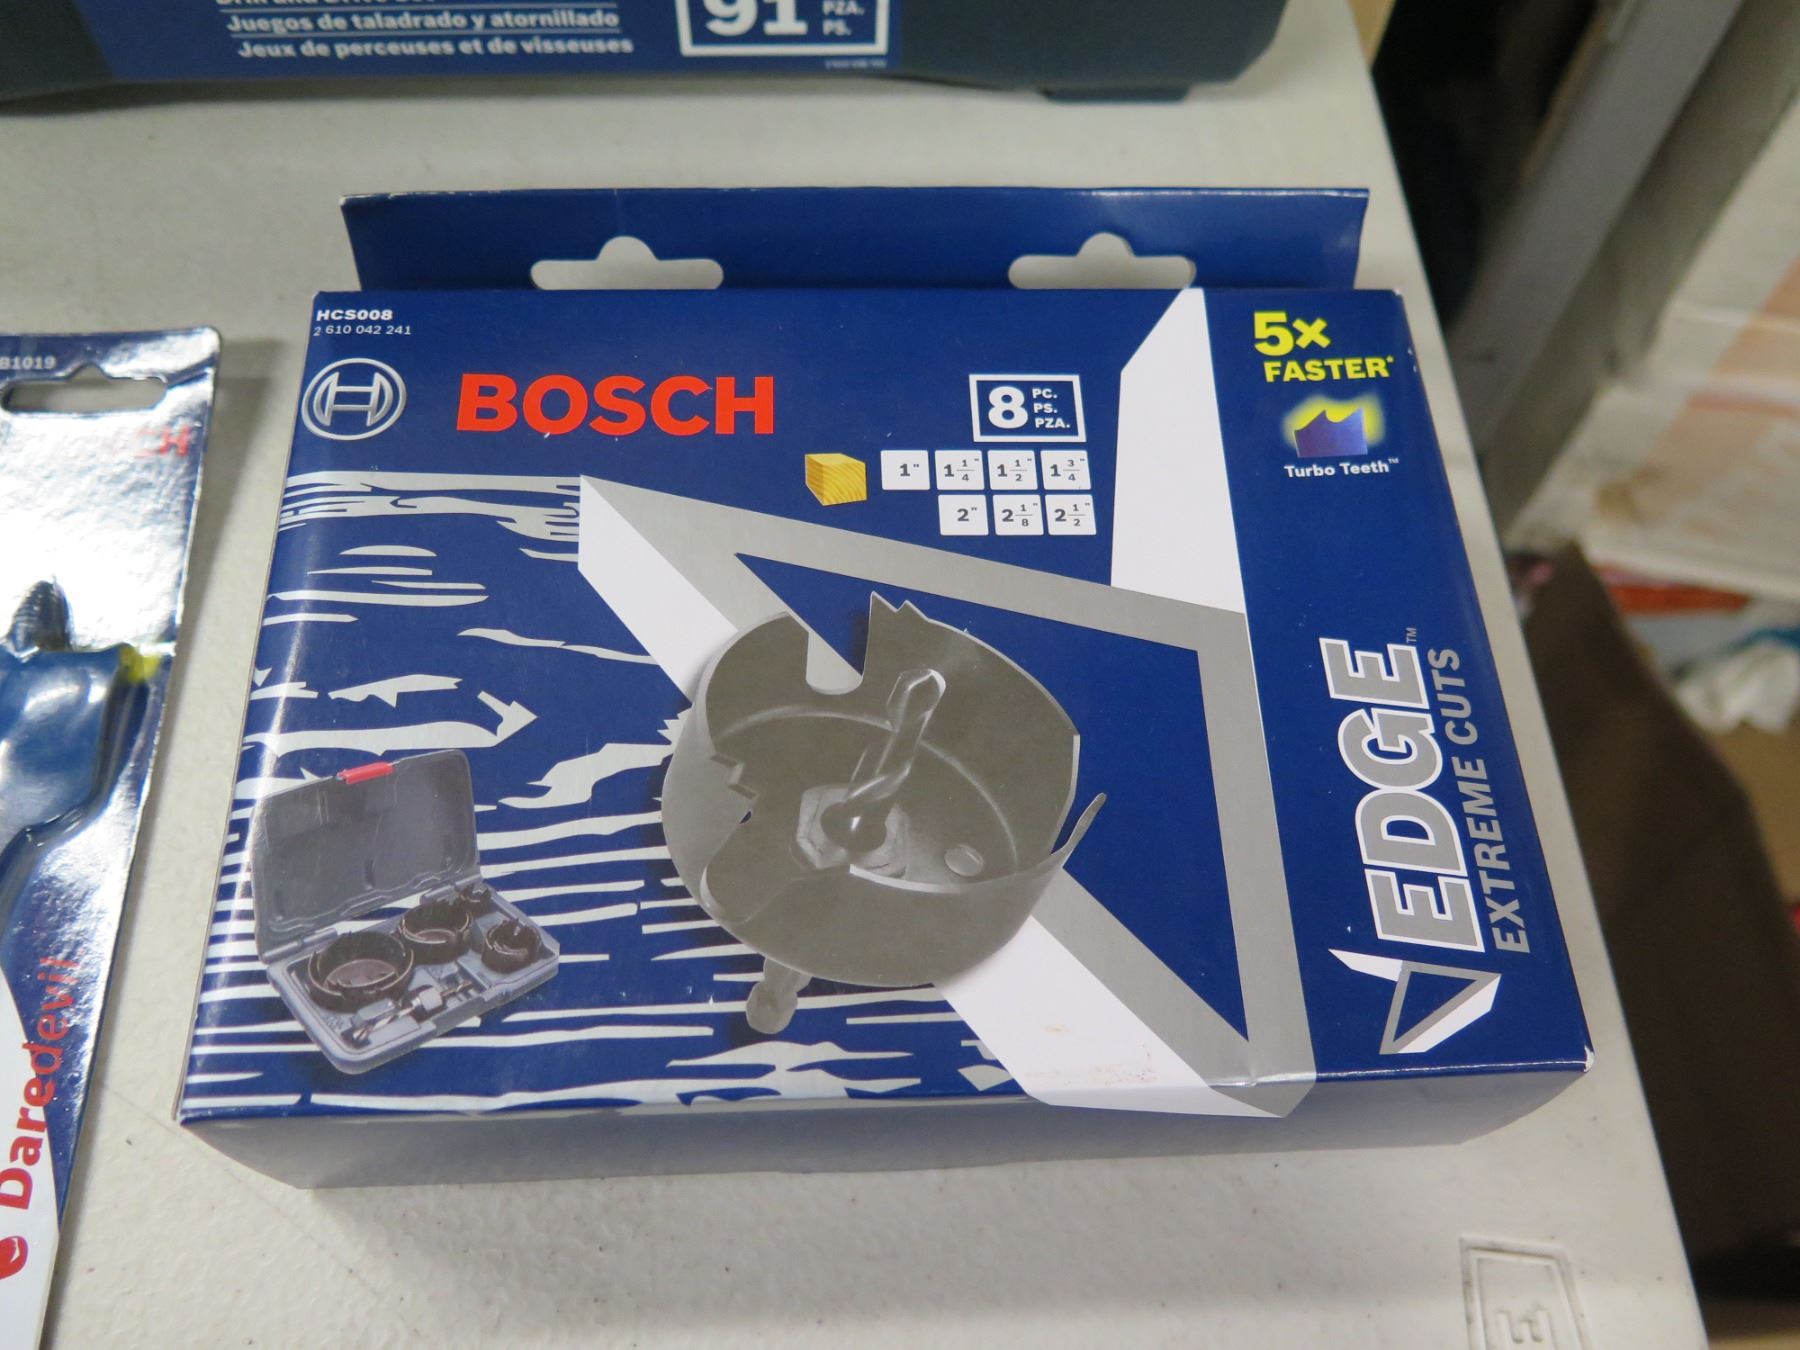 Juegos de taladrado y atornillado
Jeux de perceuses et de visseuses
91
PZA.
PS.
HCS008
2 610 042 241
BOSCH
8
PC.
PS.
PZA.
1" 1 1/4" 1 1/2" 1 3/4"
2" 2 1/8" 2 1/2"
5x
FASTER*
Turbo Teeth™
EDGE™
EXTREME CUTS
B1019
Daredevil